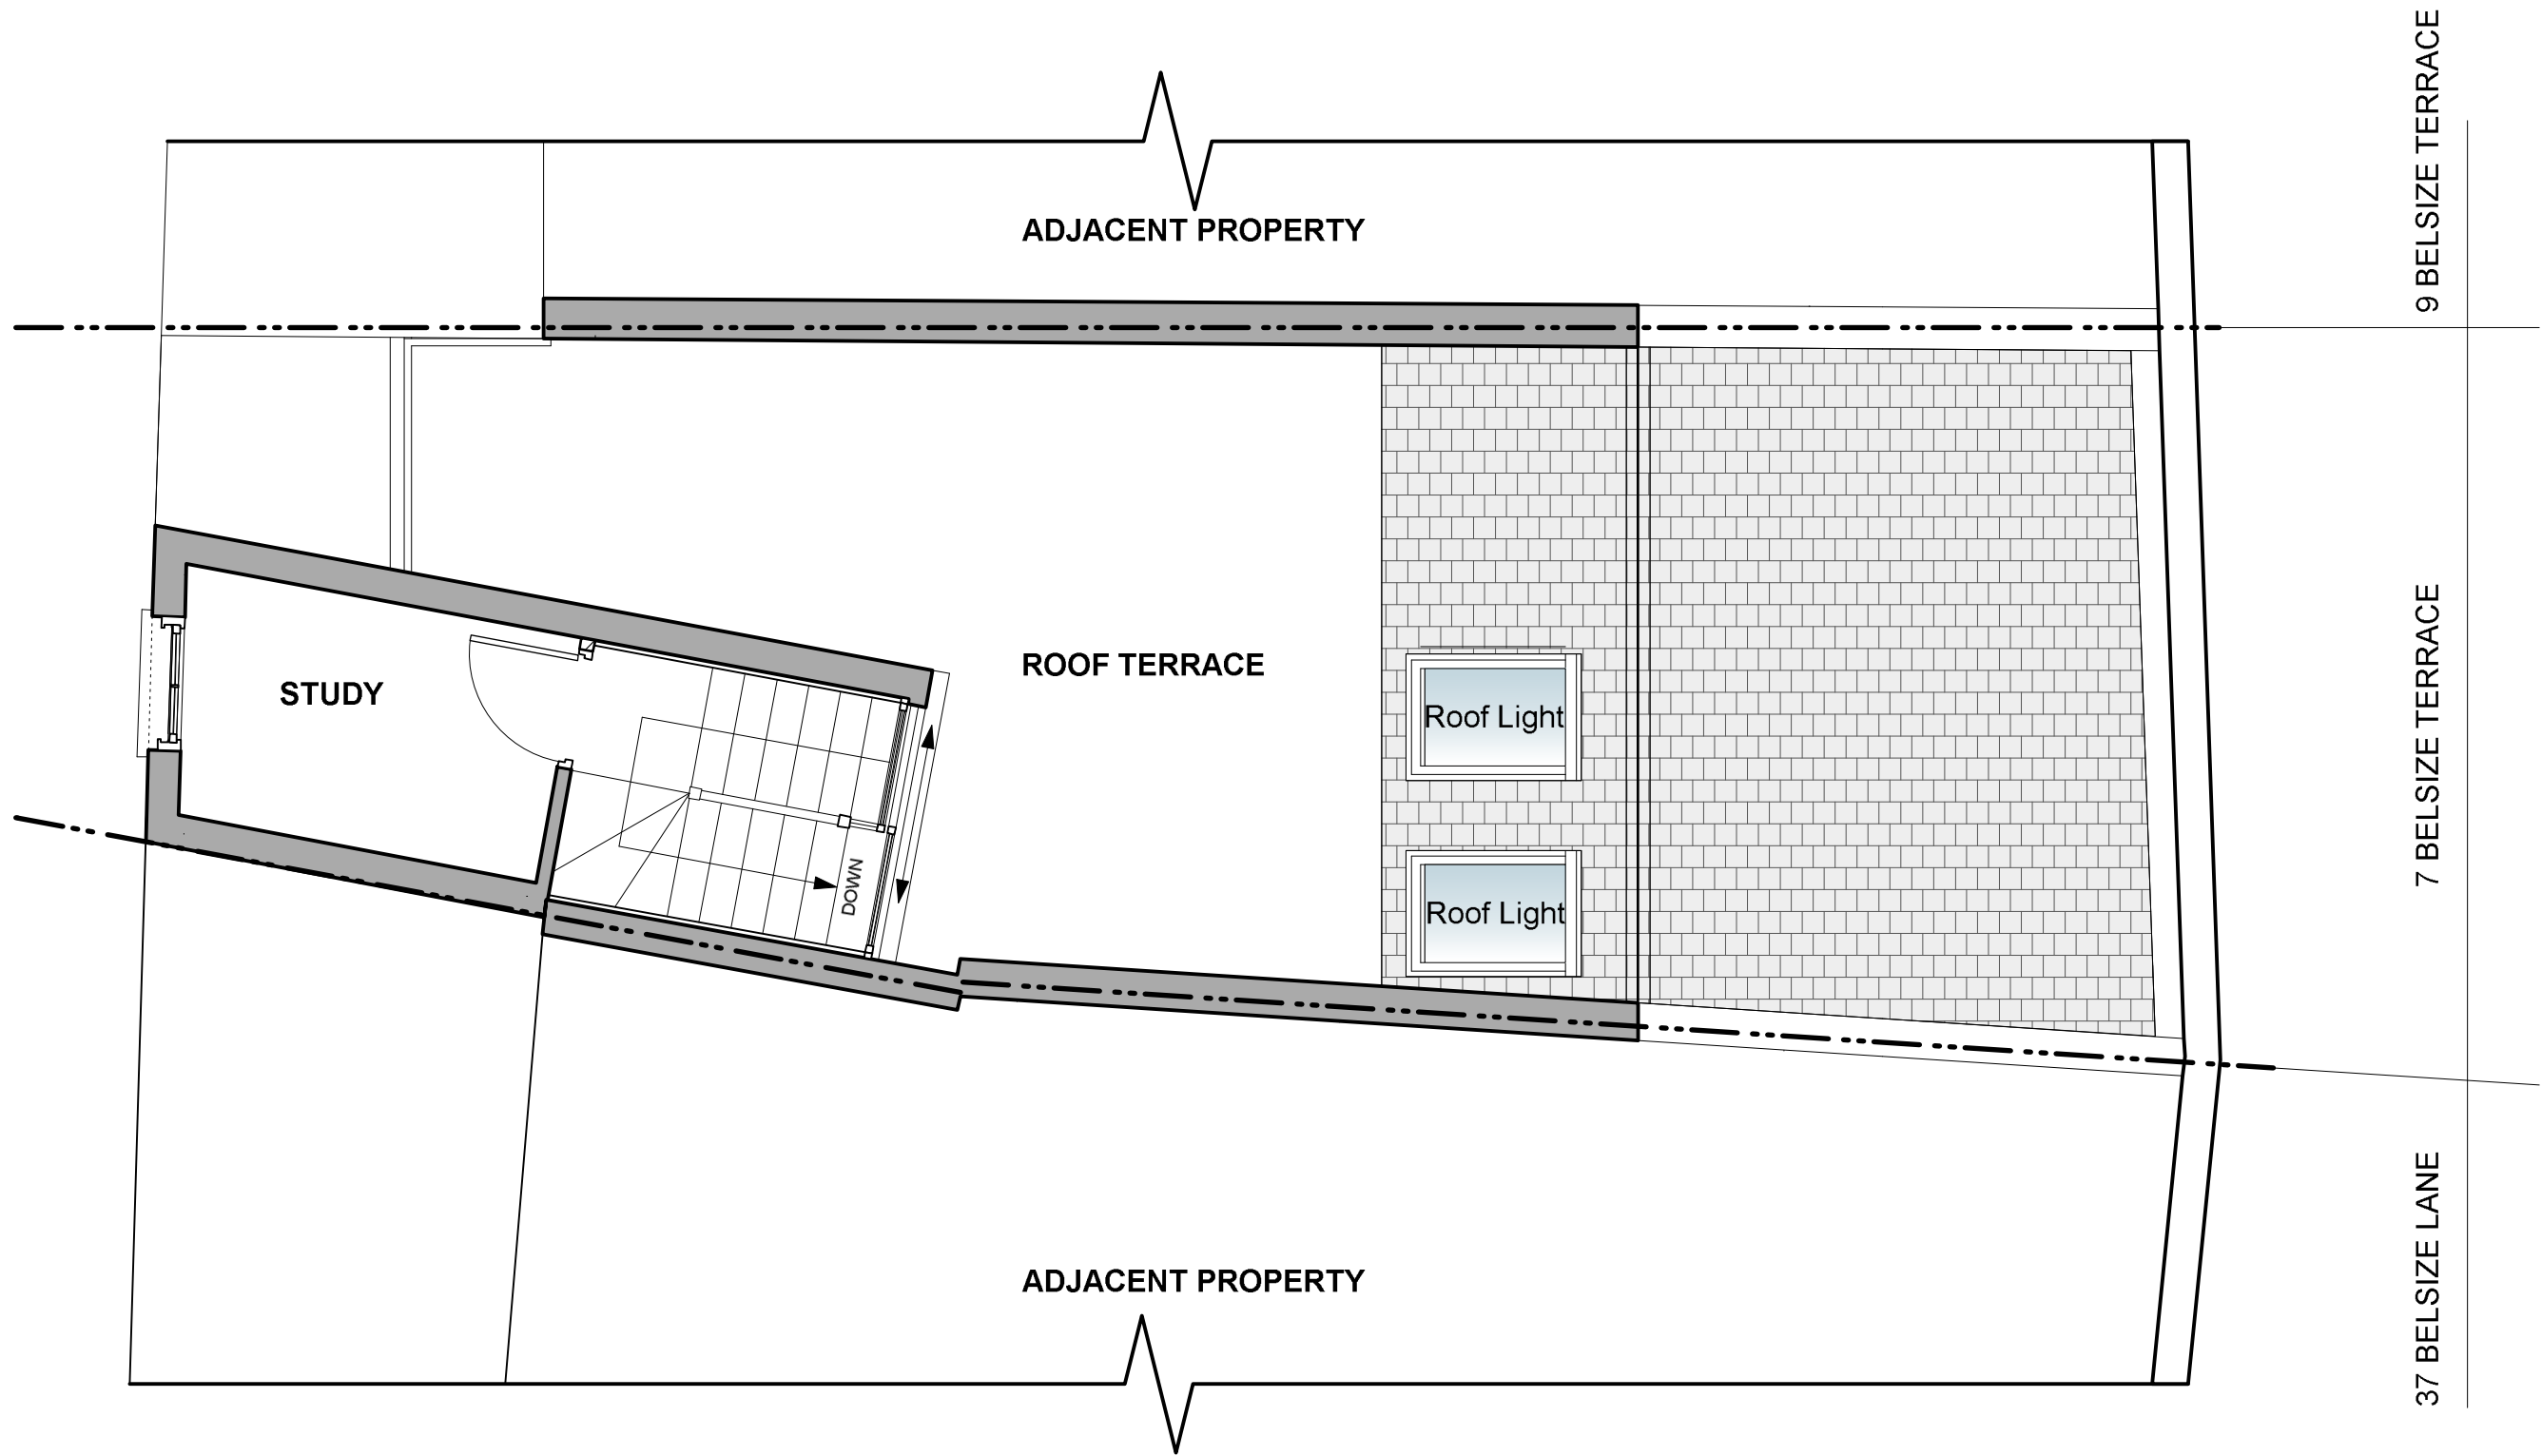 ADJACENT PROPERTY
9 BELSIZE TERRACE
ROOF TERRACE
STUDY
Roof Light
7 BELSIZE TERRACE
DOWN
Roof Light
ADJACENT PROPERTY
37 BELSIZE LANE